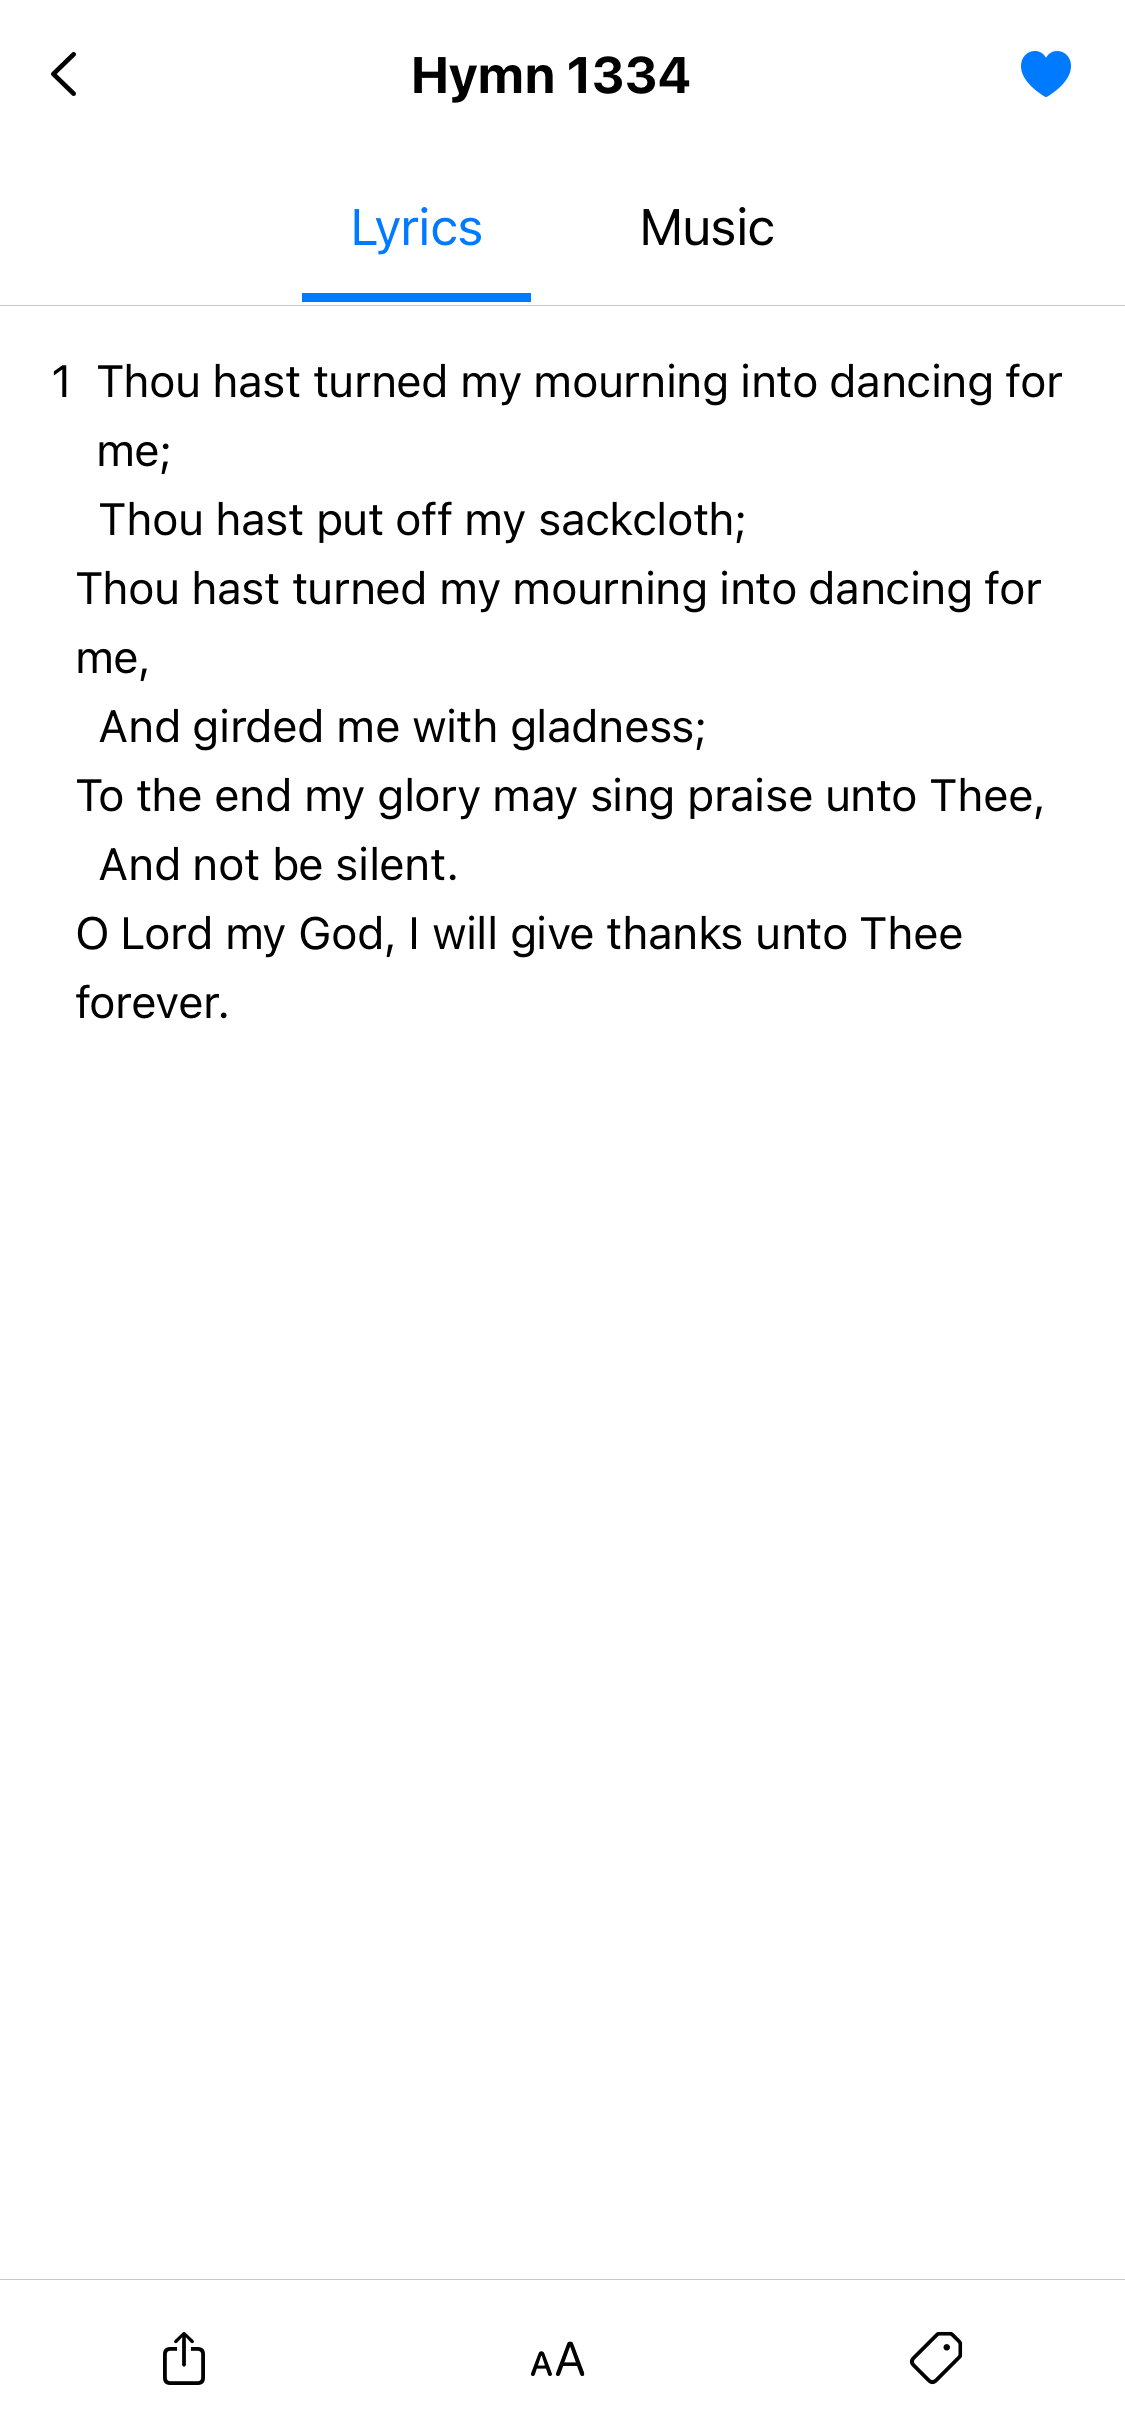 Hymn 1334
Lyrics Music
1 Thou hast turned my mourning into dancing for
me;
Thou hast put off my sackcloth;
Thou hast turned my mourning into dancing for
me,
And girded me with gladness;
To the end my glory may sing praise unto Thee,
And not be silent.
O Lord my God, I will give thanks unto Thee
forever.
AA